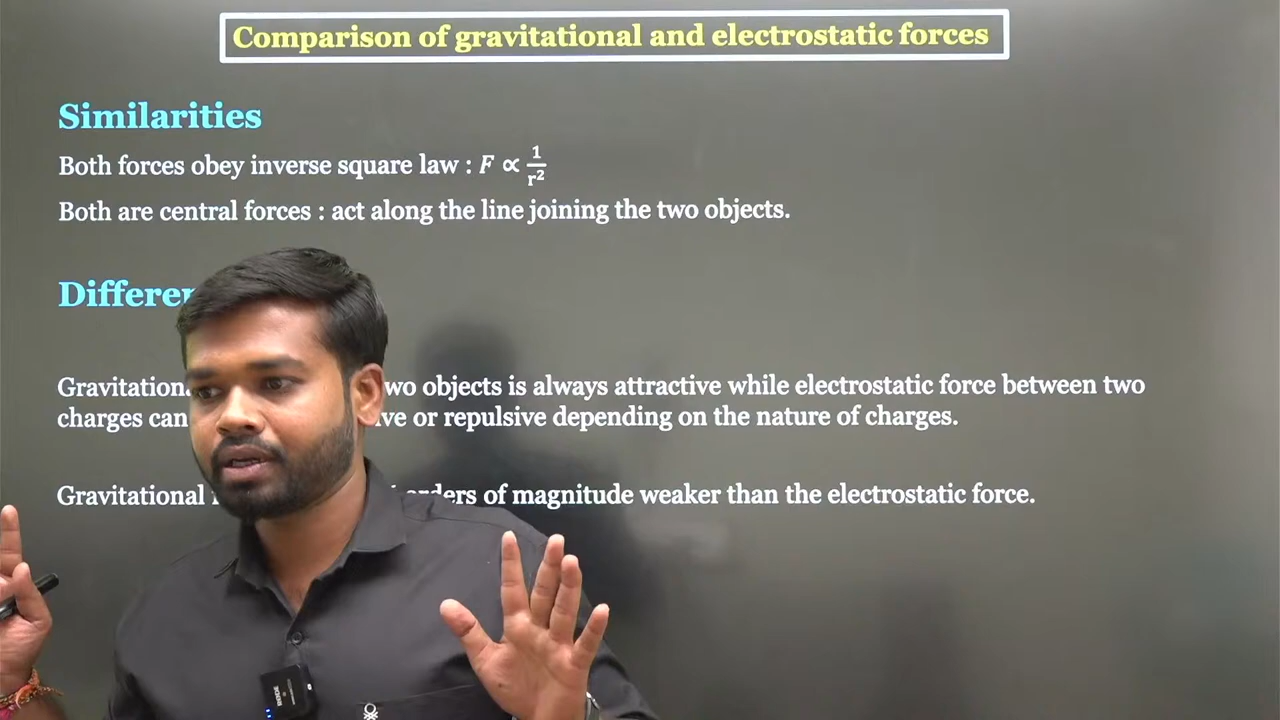 Comparison of gravitational and electrostatic forces
Similarities
Both forces obey inverse square law : F ∝ 1/r²
Both are central forces : act along the line joining the two objects.
Differen
Gravitation wo objects is always attractive while electrostatic force between two
charges can ive or repulsive depending on the nature of charges.
Gravitational orders of magnitude weaker than the electrostatic force.
RODE